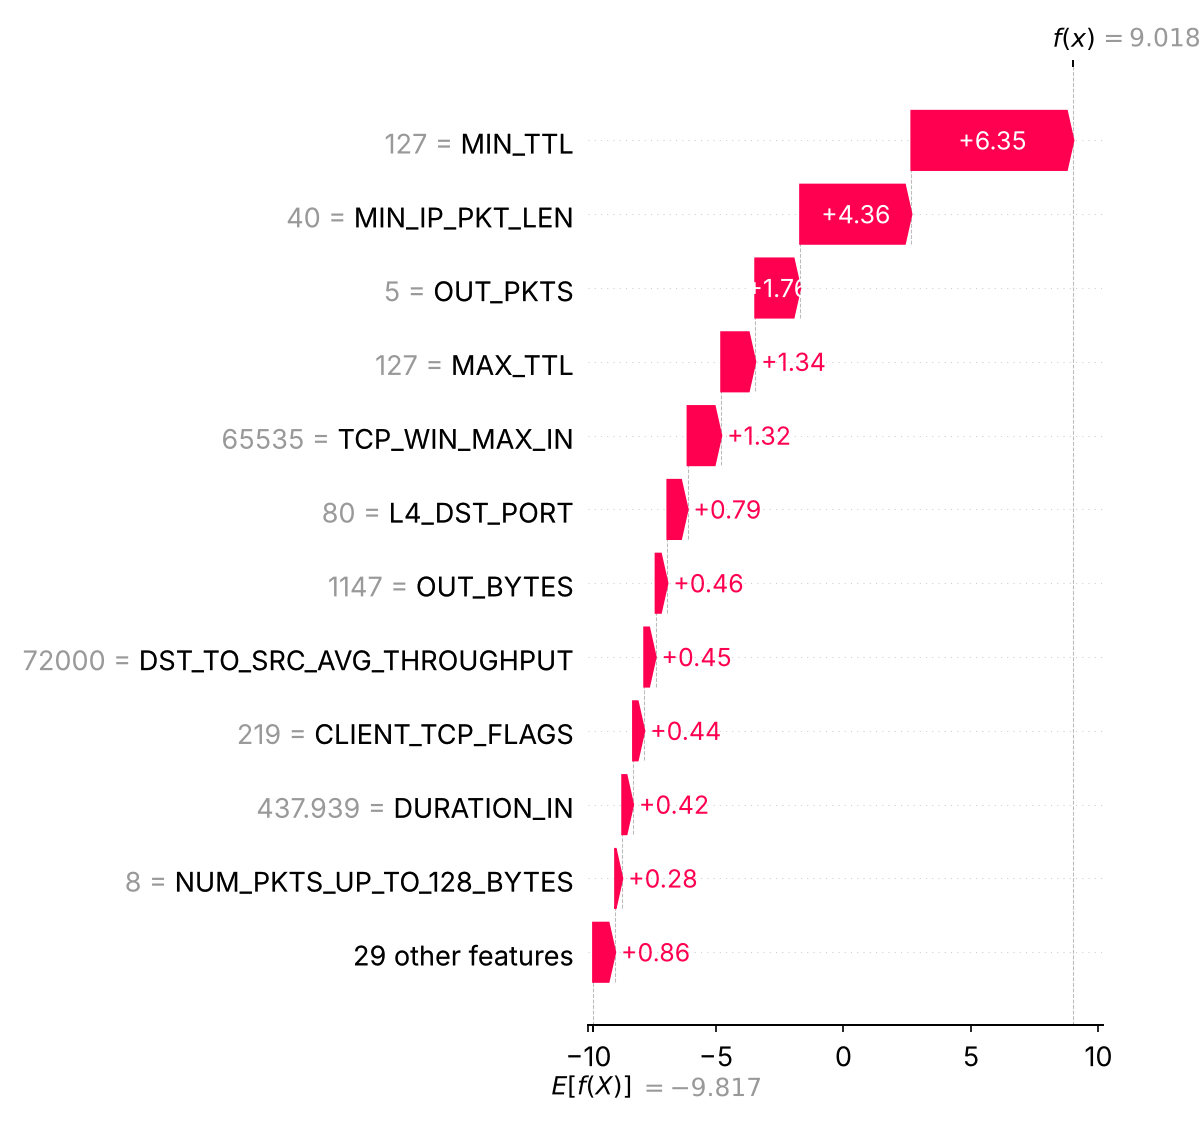 f(x) = 9.018
127 = MIN_TTL
+6.35
40 = MIN_IP_PKT_LEN
+4.36
5 = OUT_PKTS
+1.76
127 = MAX_TTL
+1.34
65535 = TCP_WIN_MAX_IN
+1.32
80 = L4_DST_PORT
+0.79
1147 = OUT_BYTES
+0.46
72000 = DST_TO_SRC_AVG_THROUGHPUT
+0.45
219 = CLIENT_TCP_FLAGS
+0.44
437.939 = DURATION_IN
+0.42
8 = NUM_PKTS_UP_TO_128_BYTES
+0.28
29 other features
+0.86
−10 −5 0 5 10
E[f(X)] = −9.817